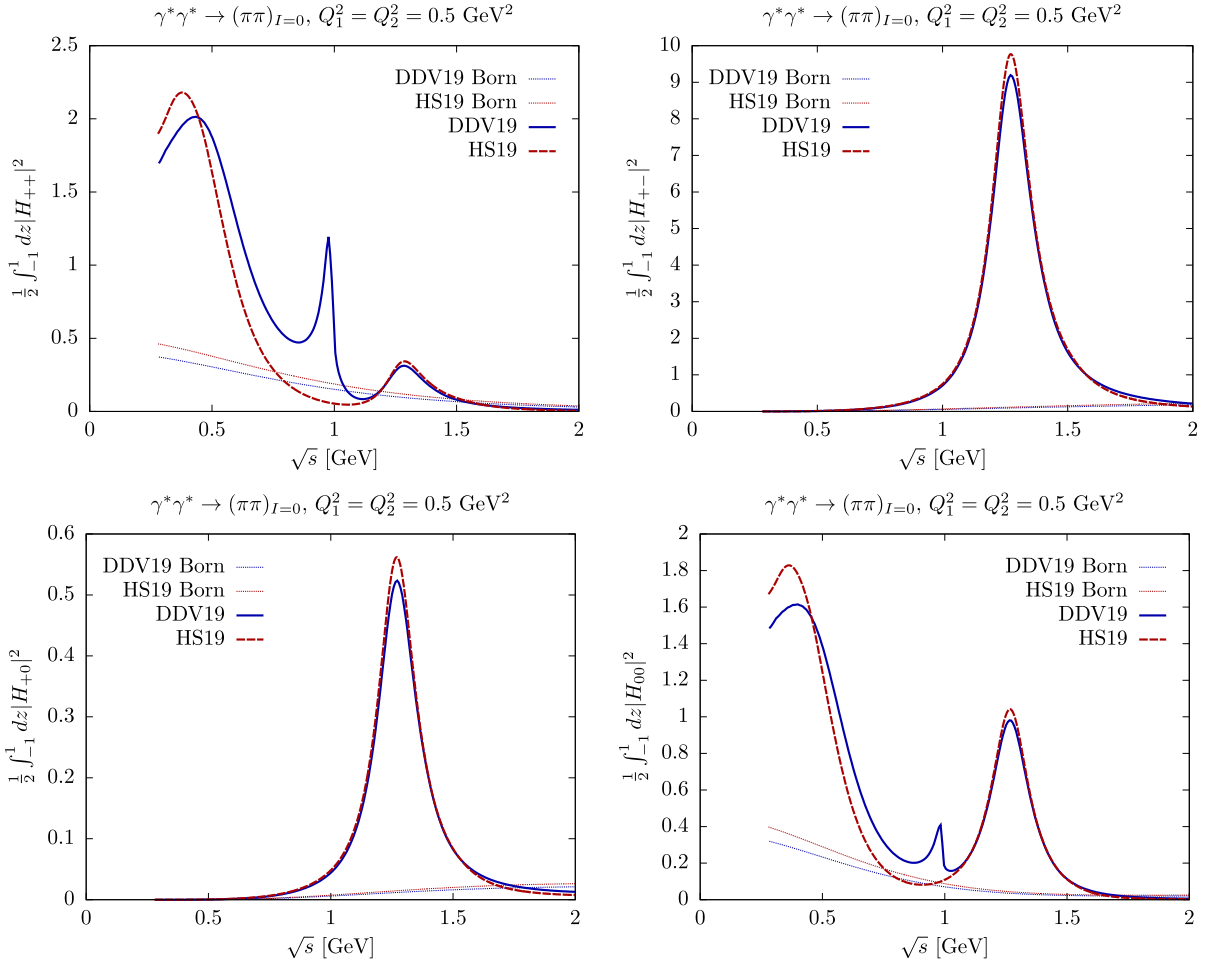 γ*γ* → (ππ)_{I=0}, Q_1^2 = Q_2^2 = 0.5 GeV^2
2.5
2
1.5
1
0.5
0
0 0.5 1 1.5 2
½ ∫_{-1}^{1} dz|H_{++}|^2
√s [GeV]
DDV19 Born
HS19 Born
DDV19
HS19
γ*γ* → (ππ)_{I=0}, Q_1^2 = Q_2^2 = 0.5 GeV^2
10
9
8
7
6
5
4
3
2
1
0
0 0.5 1 1.5 2
½ ∫_{-1}^{1} dz|H_{+-}|^2
√s [GeV]
DDV19 Born
HS19 Born
DDV19
HS19
γ*γ* → (ππ)_{I=0}, Q_1^2 = Q_2^2 = 0.5 GeV^2
0.6
0.5
0.4
0.3
0.2
0.1
0
0 0.5 1 1.5 2
½ ∫_{-1}^{1} dz|H_{+0}|^2
√s [GeV]
DDV19 Born
HS19 Born
DDV19
HS19
γ*γ* → (ππ)_{I=0}, Q_1^2 = Q_2^2 = 0.5 GeV^2
2
1.8
1.6
1.4
1.2
1
0.8
0.6
0.4
0.2
0
0 0.5 1 1.5 2
½ ∫_{-1}^{1} dz|H_{00}|^2
√s [GeV]
DDV19 Born
HS19 Born
DDV19
HS19